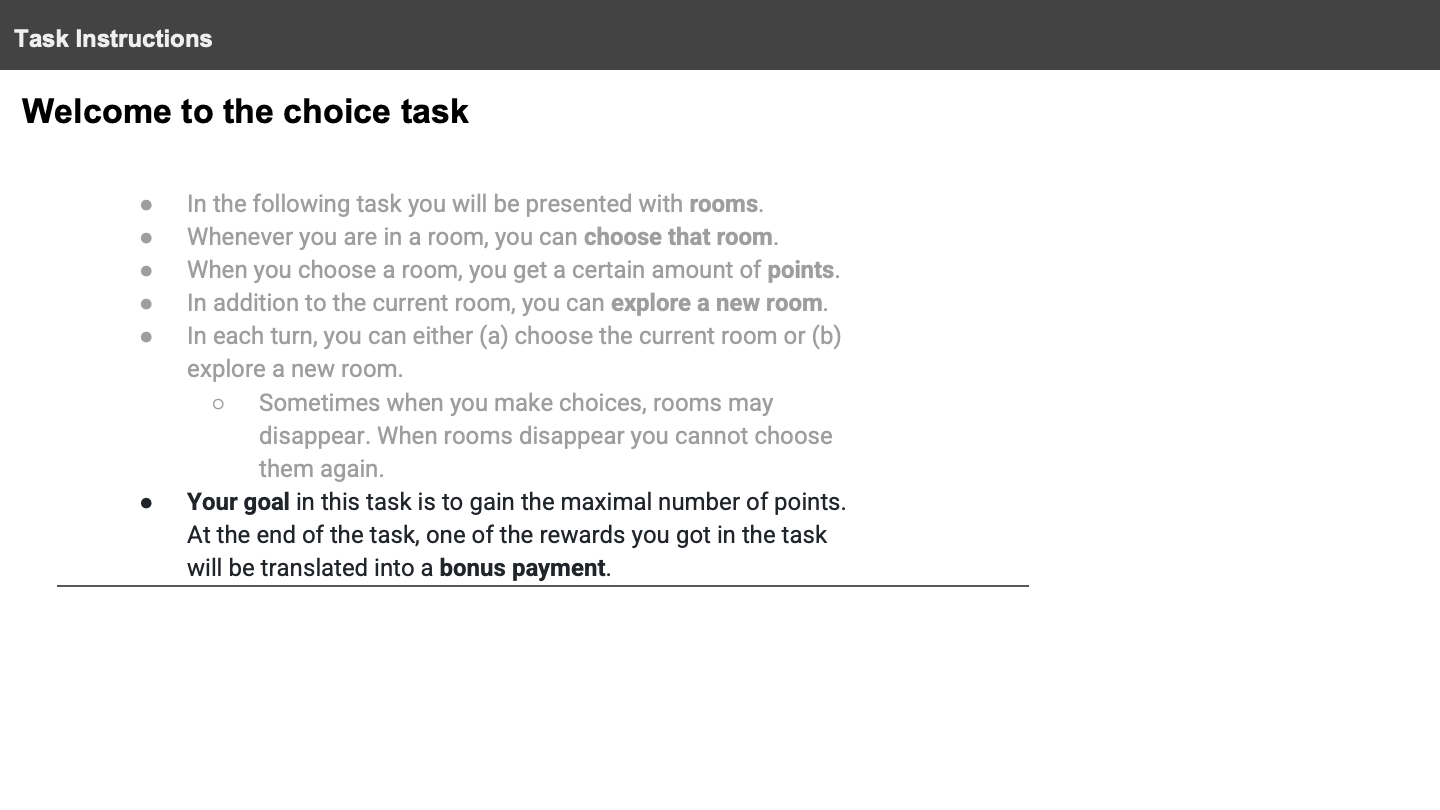 Task Instructions
Welcome to the choice task
● In the following task you will be presented with rooms.
● Whenever you are in a room, you can choose that room.
● When you choose a room, you get a certain amount of points.
● In addition to the current room, you can explore a new room.
● In each turn, you can either (a) choose the current room or (b)
explore a new room.
○ Sometimes when you make choices, rooms may
disappear. When rooms disappear you cannot choose
them again.
● Your goal in this task is to gain the maximal number of points.
At the end of the task, one of the rewards you got in the task
will be translated into a bonus payment.